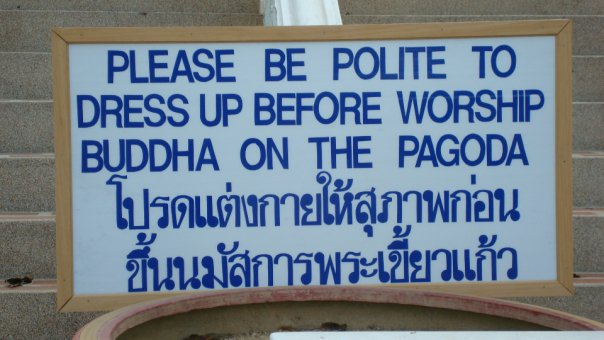 PLEASE BE POLITE TO
DRESS UP BEFORE WORSHIP
BUDDHA ON THE PAGODA
โปรดแต่งกายให้สุภาพก่อน
ขึ้นนมัสการพระเขี้ยวแก้ว